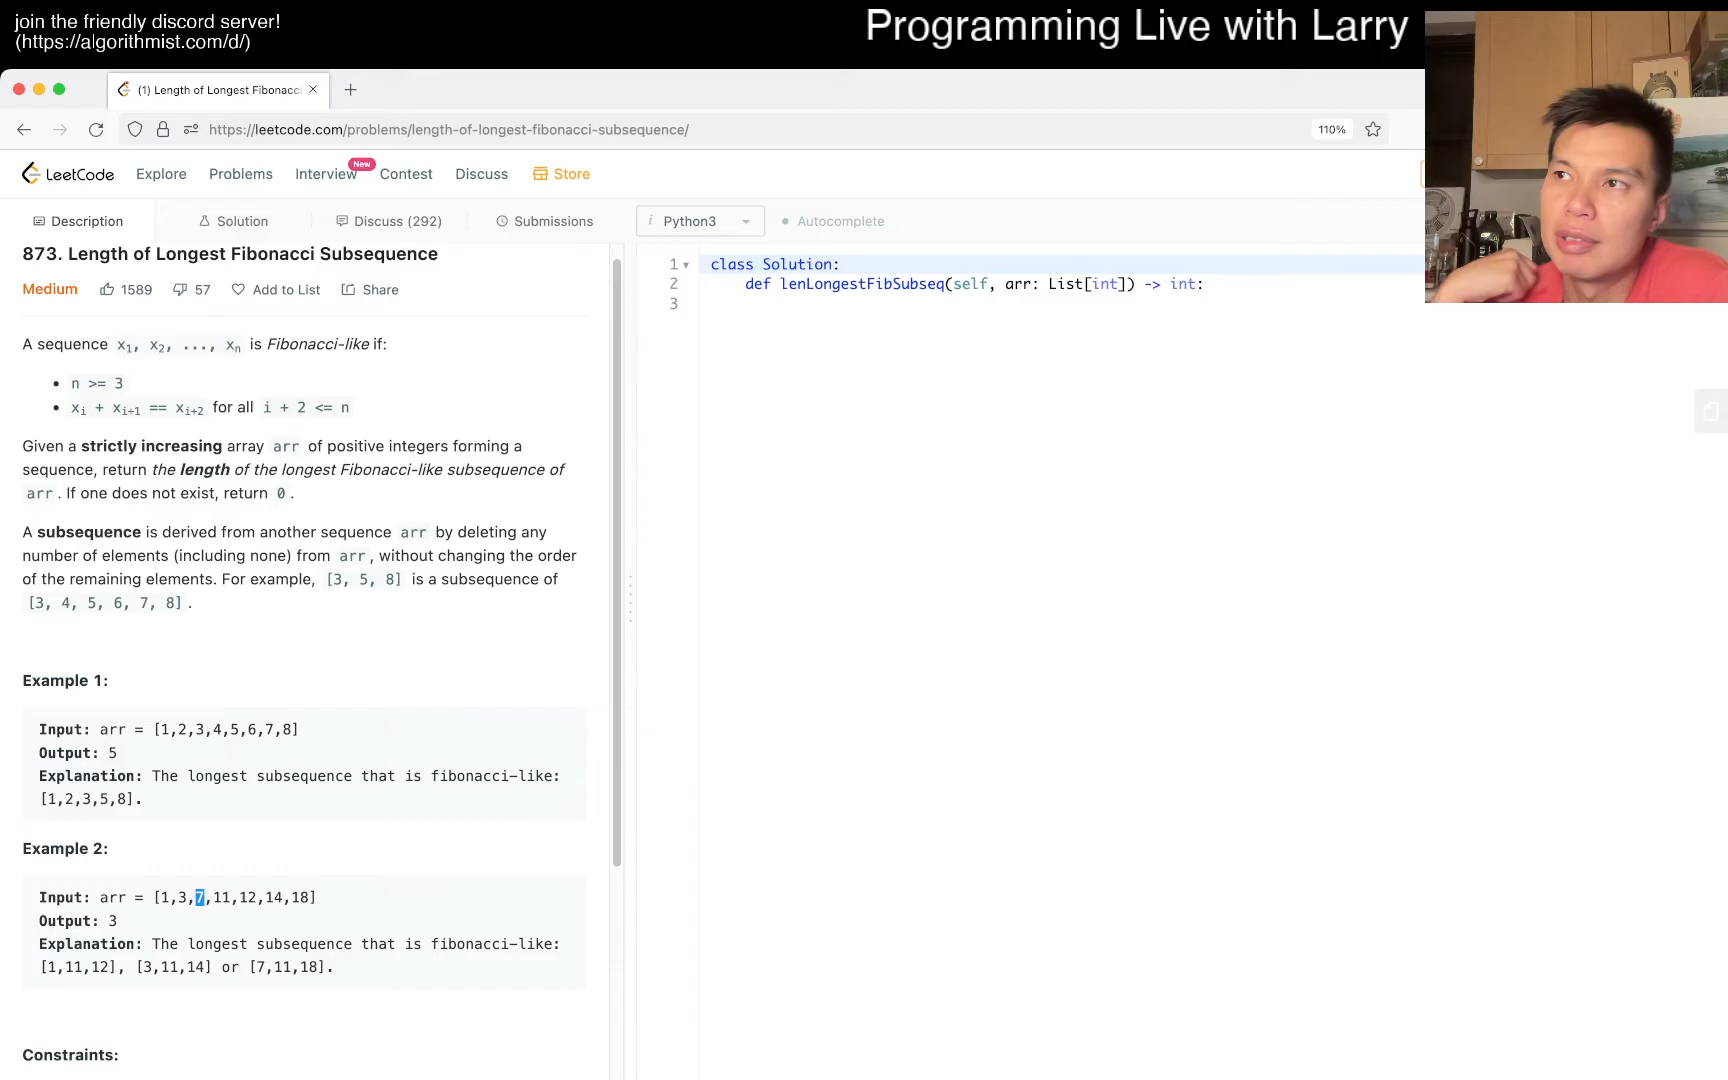 join the friendly discord server!
(https://algorithmist.com/d/)
Programming Live with Larry
(1) Length of Longest Fibonacci
https://leetcode.com/problems/length-of-longest-fibonacci-subsequence/
110%
LeetCode
Explore
Problems
Interview
New
Contest
Discuss
Store
Description
Solution
Discuss (292)
Submissions
i Python3
Autocomplete
873. Length of Longest Fibonacci Subsequence
Medium 1589 57 Add to List Share
A sequence x1, x2, ..., xn is Fibonacci-like if:
• n >= 3
• xi + xi+1 == xi+2 for all i + 2 <= n
Given a strictly increasing array arr of positive integers forming a
sequence, return the length of the longest Fibonacci-like subsequence of
arr. If one does not exist, return 0.
A subsequence is derived from another sequence arr by deleting any
number of elements (including none) from arr, without changing the order
of the remaining elements. For example, [3, 5, 8] is a subsequence of
[3, 4, 5, 6, 7, 8].
Example 1:
Input: arr = [1,2,3,4,5,6,7,8]
Output: 5
Explanation: The longest subsequence that is fibonacci-like:
[1,2,3,5,8].
Example 2:
Input: arr = [1,3,7,11,12,14,18]
Output: 3
Explanation: The longest subsequence that is fibonacci-like:
[1,11,12], [3,11,14] or [7,11,18].
Constraints:
1 class Solution:
2 def lenLongestFibSubseq(self, arr: List[int]) -> int:
3